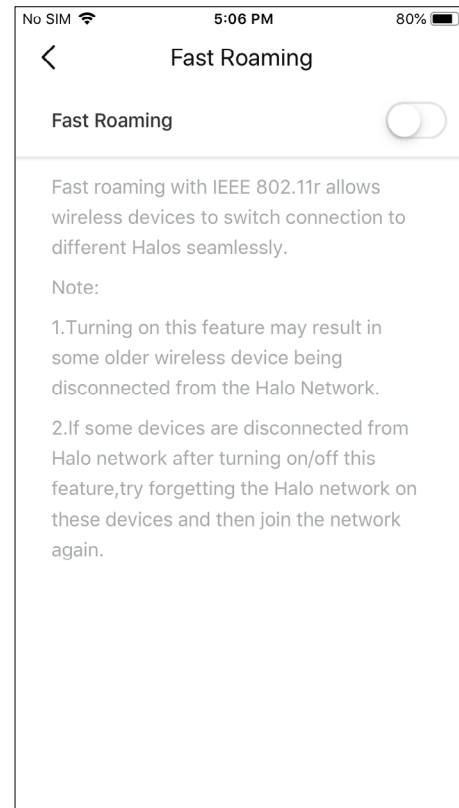 No SIM 5:06 PM 80%
Fast Roaming
Fast Roaming
Fast roaming with IEEE 802.11r allows
wireless devices to switch connection to
different Halos seamlessly.
Note:
1.Turning on this feature may result in
some older wireless device being
disconnected from the Halo Network.
2.If some devices are disconnected from
Halo network after turning on/off this
feature,try forgetting the Halo network on
these devices and then join the network
again.